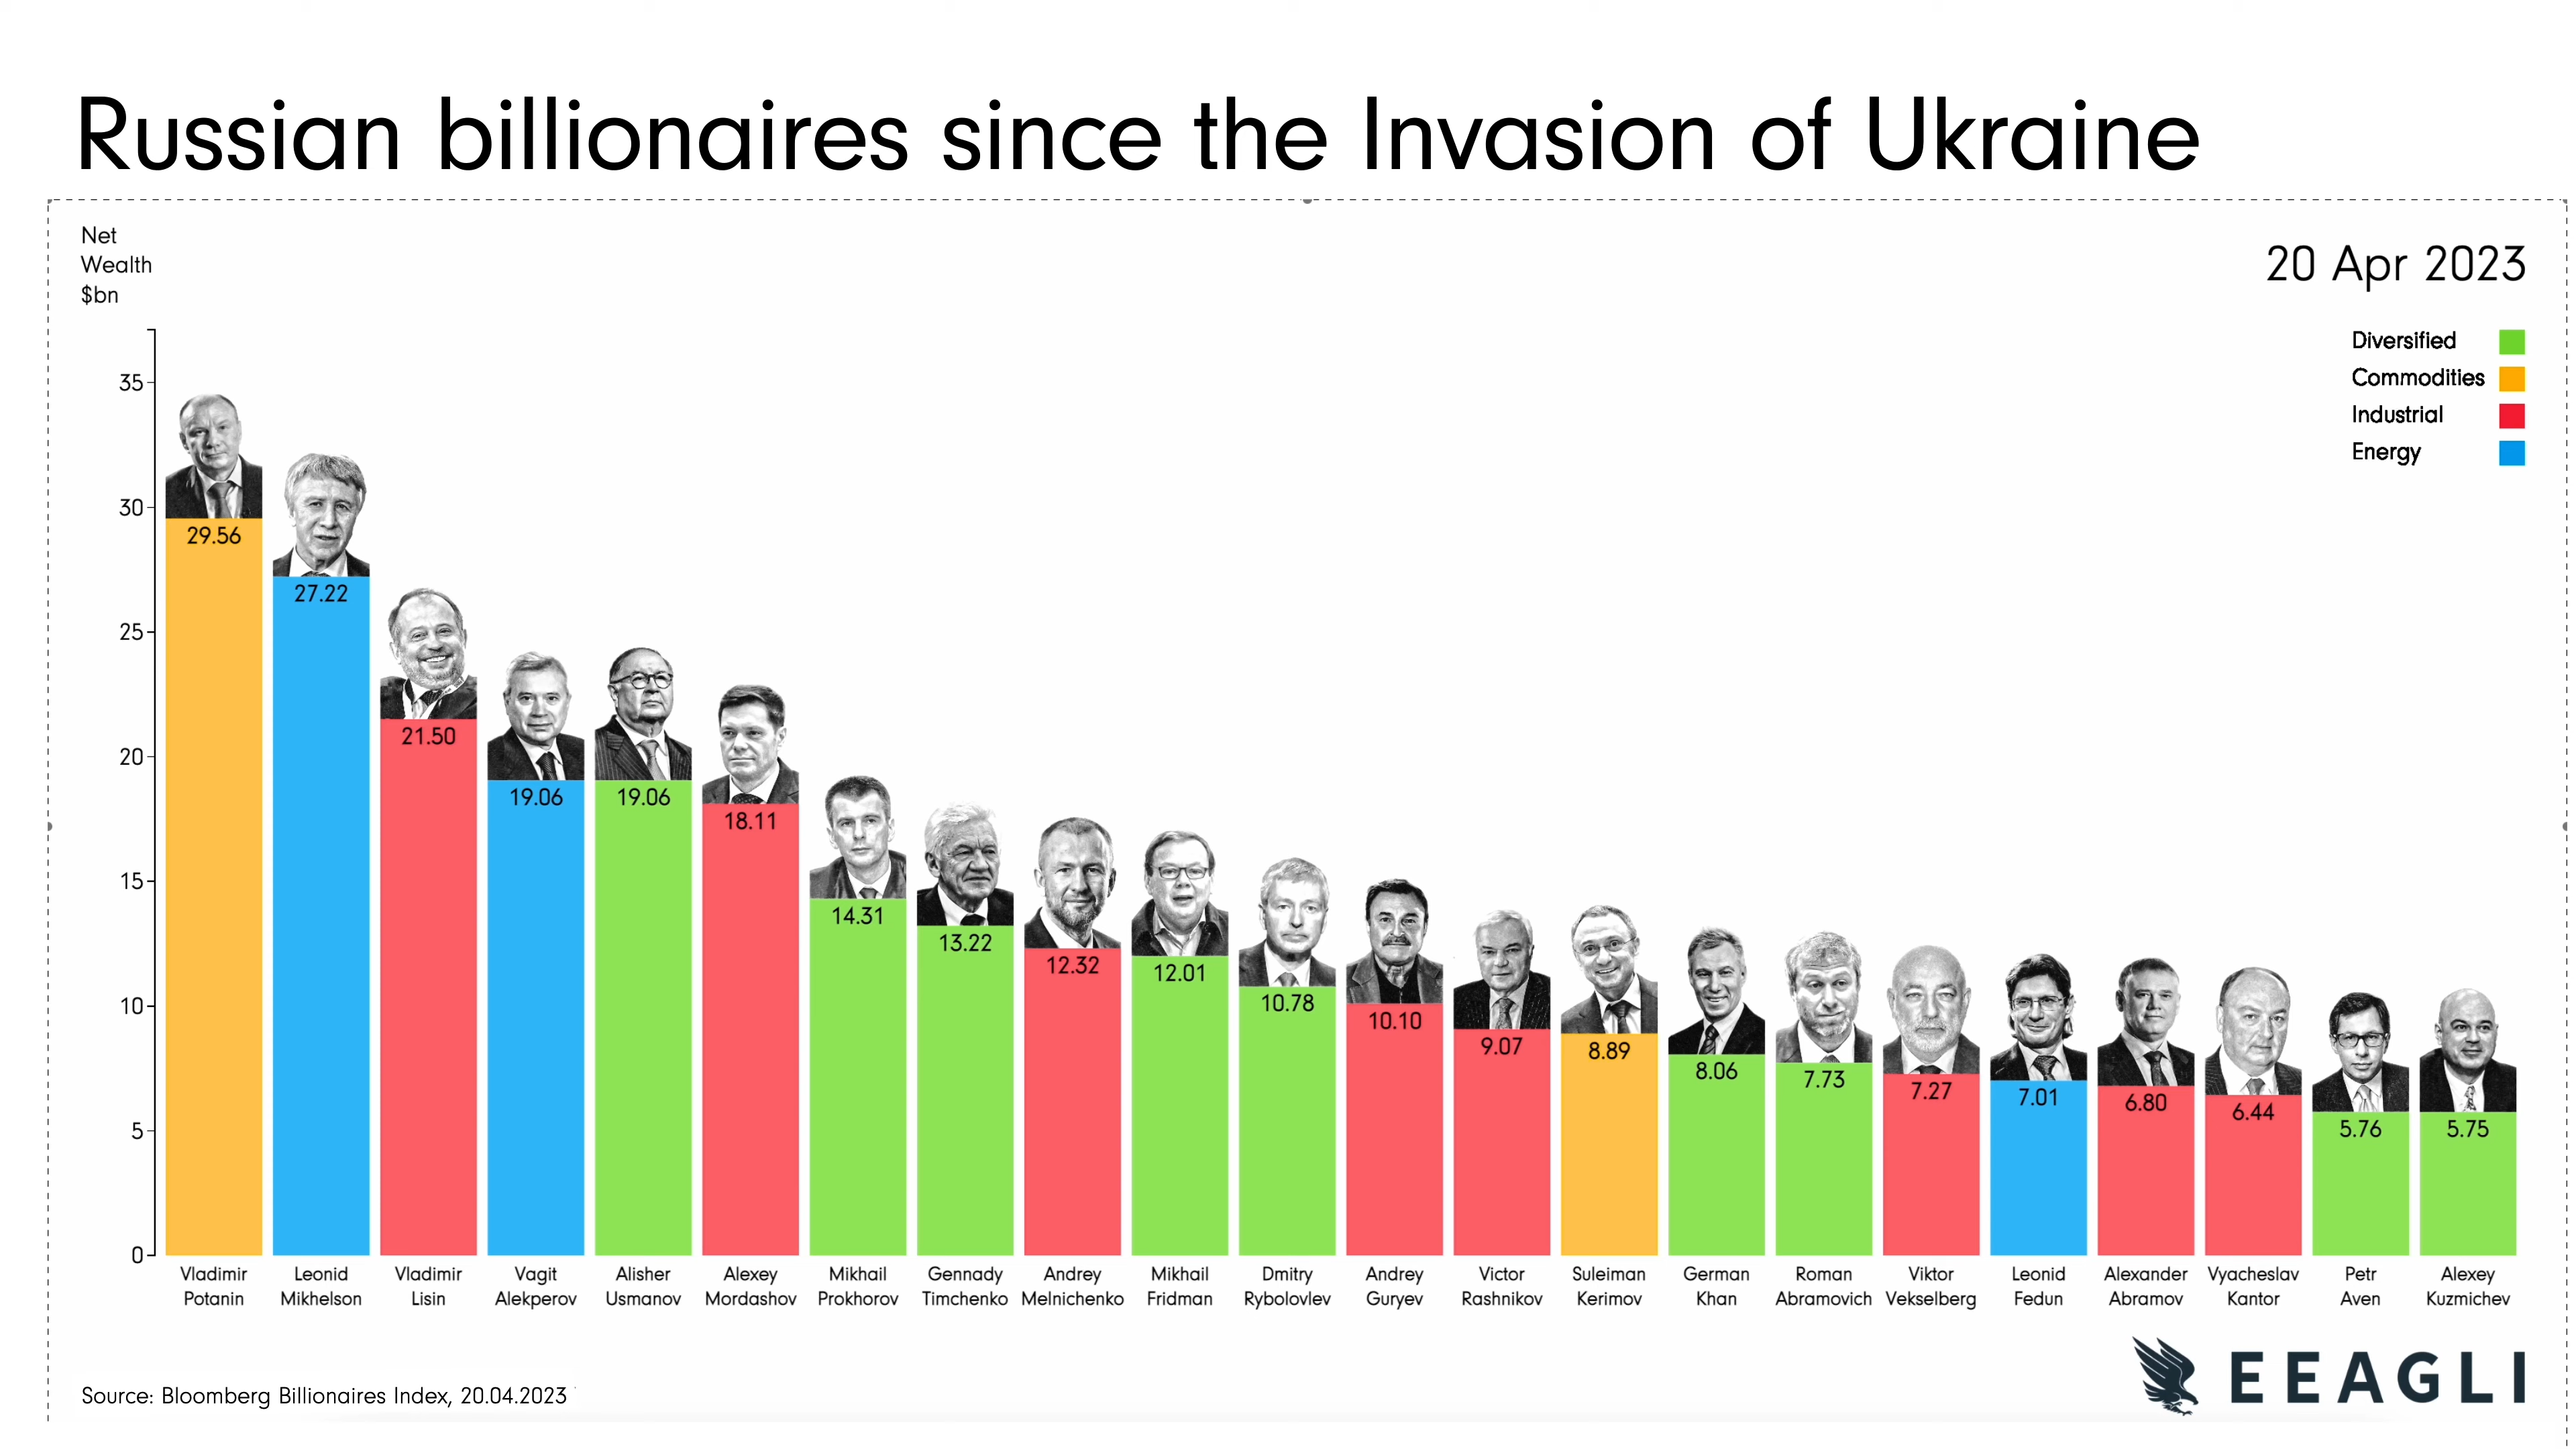 Russian billionaires since the Invasion of Ukraine
Net
Wealth
$bn
20 Apr 2023
Diversified
Commodities
Industrial
Energy
35
30
25
20
15
10
5
0
29.56
27.22
21.50
19.06
19.06
18.11
14.31
13.22
12.32
12.01
10.78
10.10
9.07
8.89
8.06
7.73
7.27
7.01
6.80
6.44
5.76
5.75
Vladimir
Potanin
Leonid
Mikhelson
Vladimir
Lisin
Vagit
Alekperov
Alisher
Usmanov
Alexey
Mordashov
Mikhail
Prokhorov
Gennady
Timchenko
Andrey
Melnichenko
Mikhail
Fridman
Dmitry
Rybolovlev
Andrey
Guryev
Victor
Rashnikov
Suleiman
Kerimov
German
Khan
Roman
Abramovich
Viktor
Vekselberg
Leonid
Fedun
Alexander
Abramov
Vyacheslav
Kantor
Petr
Aven
Alexey
Kuzmichev
Source: Bloomberg Billionaires Index, 20.04.2023
EEAGLI